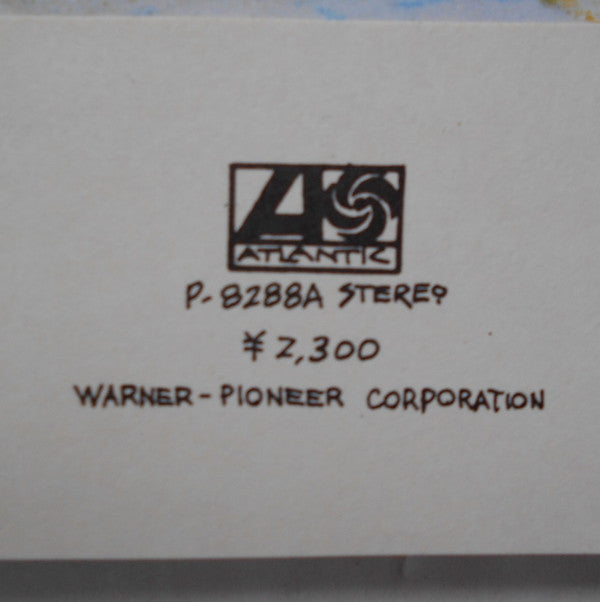 ATLANTIC
P-8288A STEREO
¥2,300
WARNER-PIONEER CORPORATION